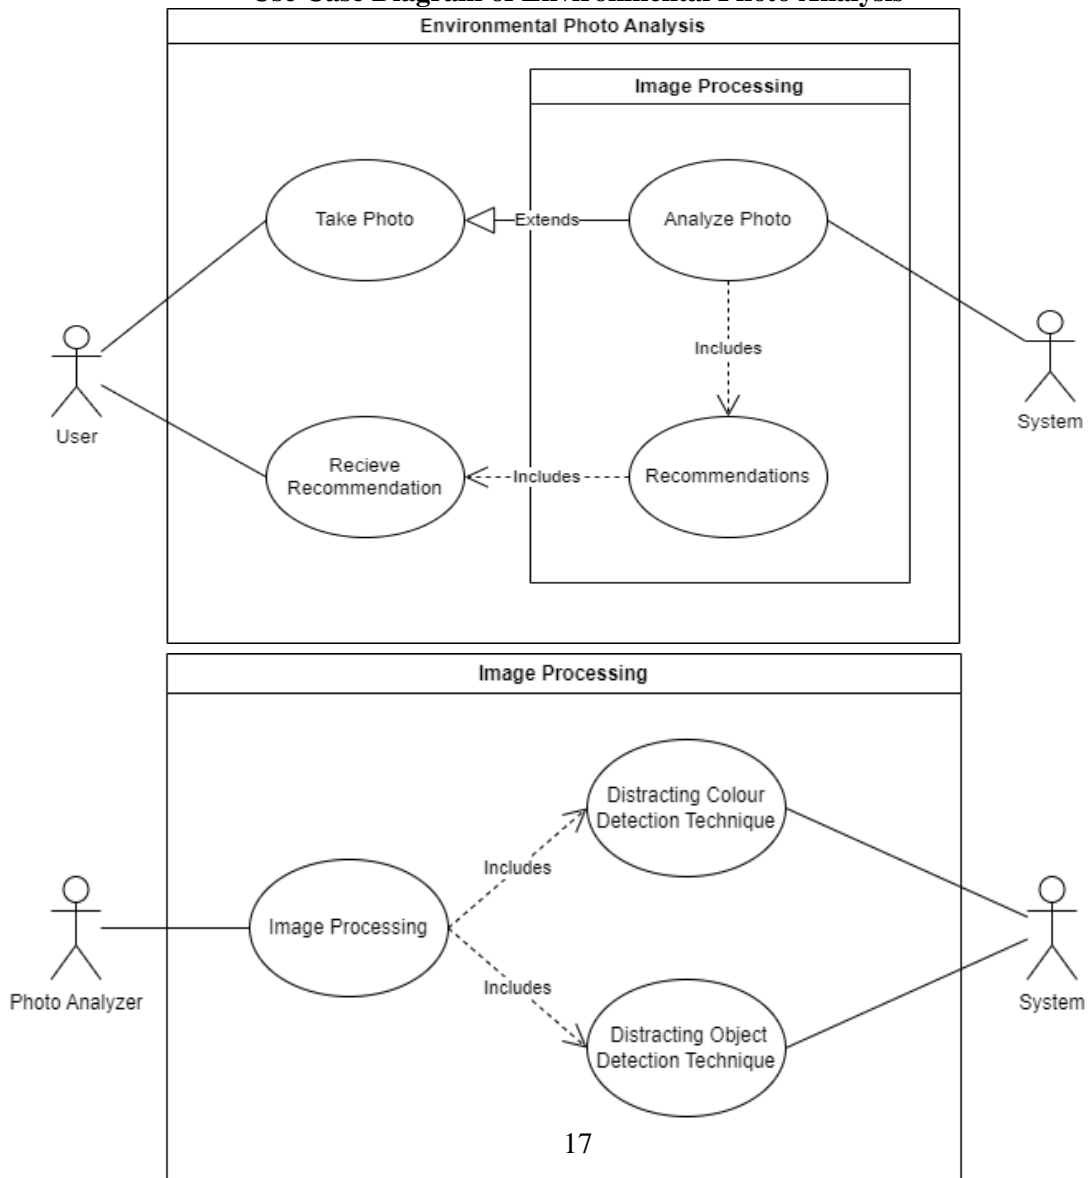 Use Case Diagram of Environmental Photo Analysis
Environmental Photo Analysis
Image Processing
Take Photo
Extends
Analyze Photo
Includes
User
System
Recieve
Recommendation
Includes
Recommendations
Image Processing
Distracting Colour
Detection Technique
Includes
Image Processing
Includes
Photo Analyzer
System
Distracting Object
Detection Technique
17